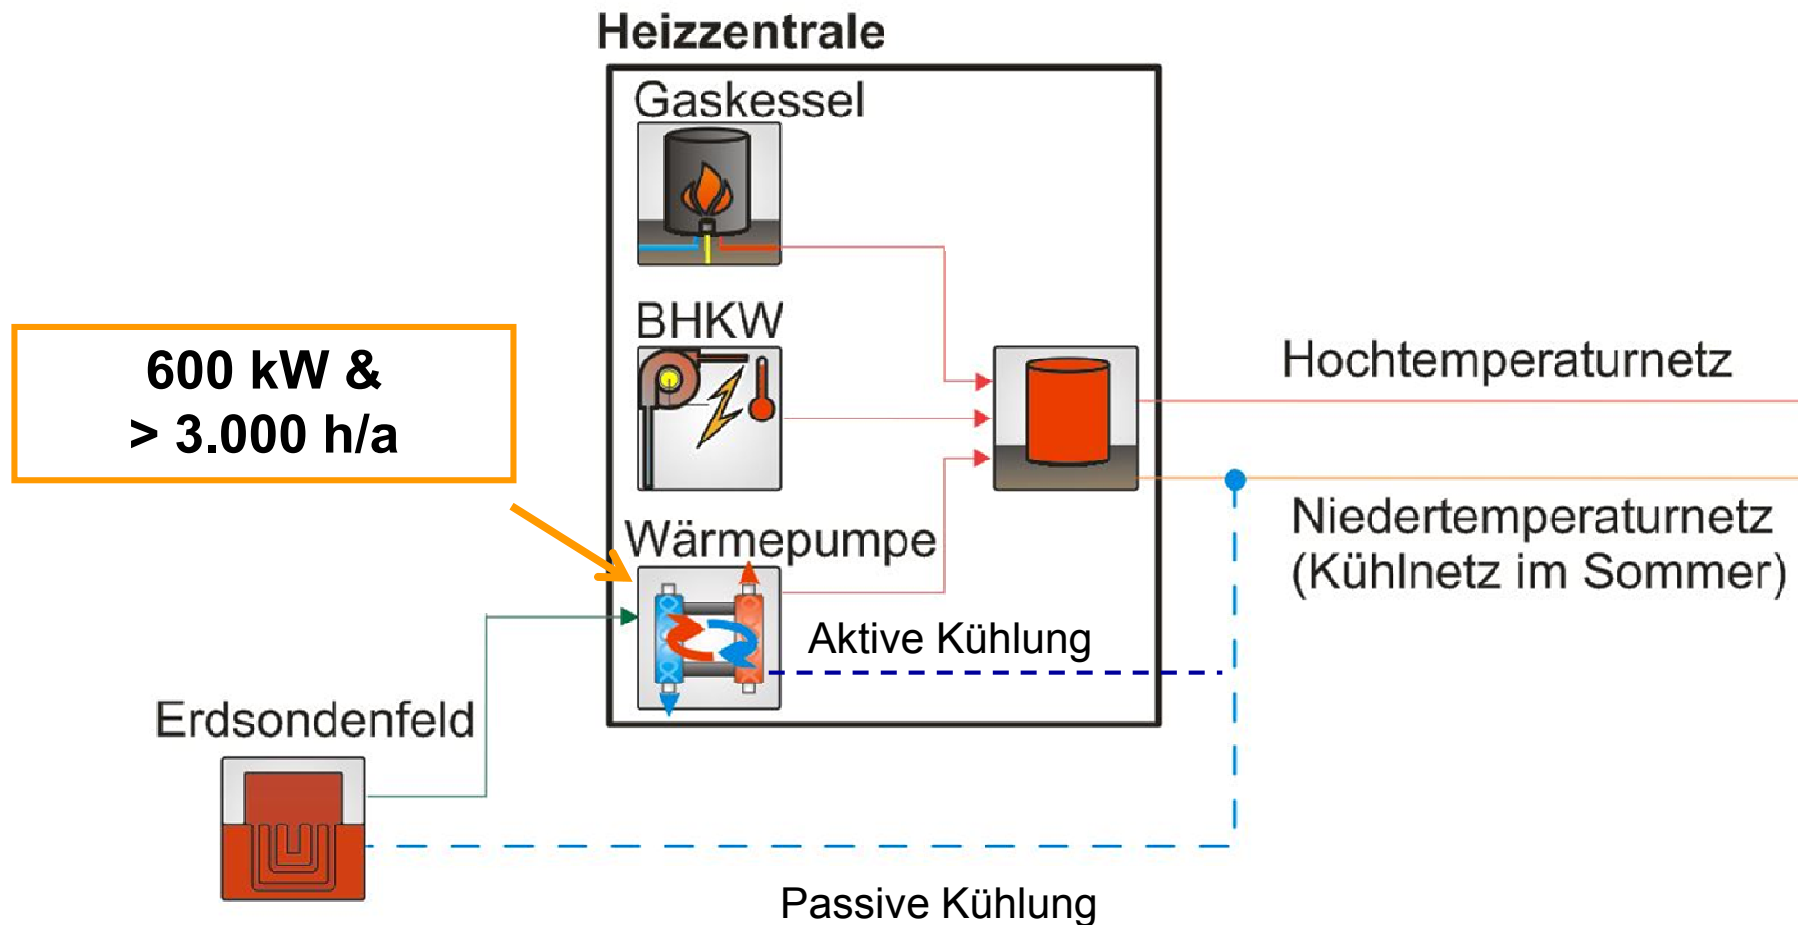 Heizzentrale
Gaskessel
BHKW
600 kW &
> 3.000 h/a
Hochtemperaturnetz
Niedertemperaturnetz
(Kühlnetz im Sommer)
Wärmepumpe
Aktive Kühlung
Erdsondenfeld
Passive Kühlung